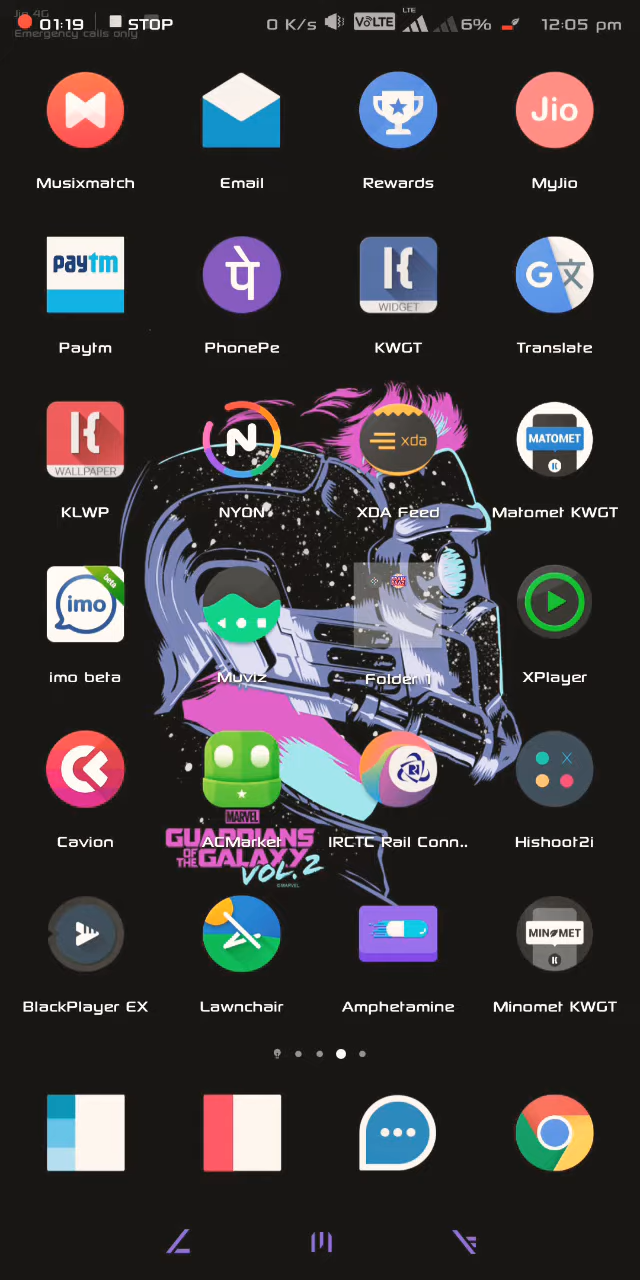 Jio 4G
Emergency calls only
01:19 STOP 0 K/s VoLTE LTE 6% 12:05 pm
Jio
Musixmatch Email Rewards MyJio
paytm पे WIDGET G 文
Paytm PhonePe KWGT Translate
WALLPAPER N xda MATOMET
KLWP NYON XDA Feed Matomet KWGT
imo beta
imo beta Muviz Folder 1 XPlayer
MARVEL
Cavion ACMarket IRCTC Rail Conn.. Hishoot2i
GUARDIANS
OF THE GALAXY
VOL. 2
MINOMET
BlackPlayer EX Lawnchair Amphetamine Minomet KWGT